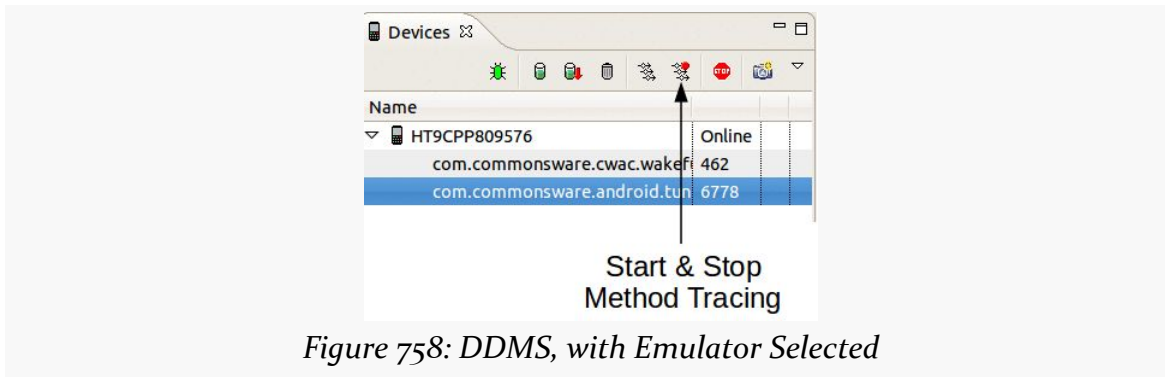 Devices
STOP
Name
HT9CPP809576 Online
com.commonsware.cwac.wakef 462
com.commonsware.android.tun 6778
Start & Stop
Method Tracing
Figure 758: DDMS, with Emulator Selected